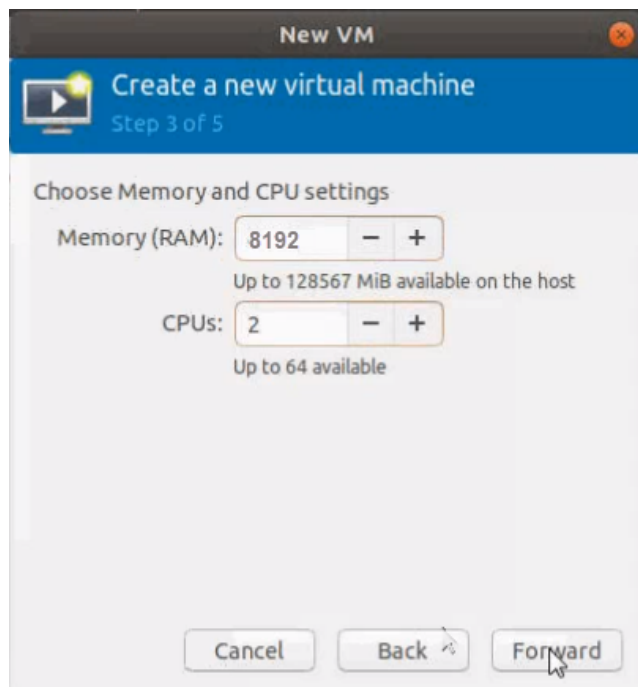 New VM
Create a new virtual machine
Step 3 of 5
Choose Memory and CPU settings
Memory (RAM): 8192 − +
Up to 128567 MiB available on the host
CPUs: 2 − +
Up to 64 available
Cancel Back Forward